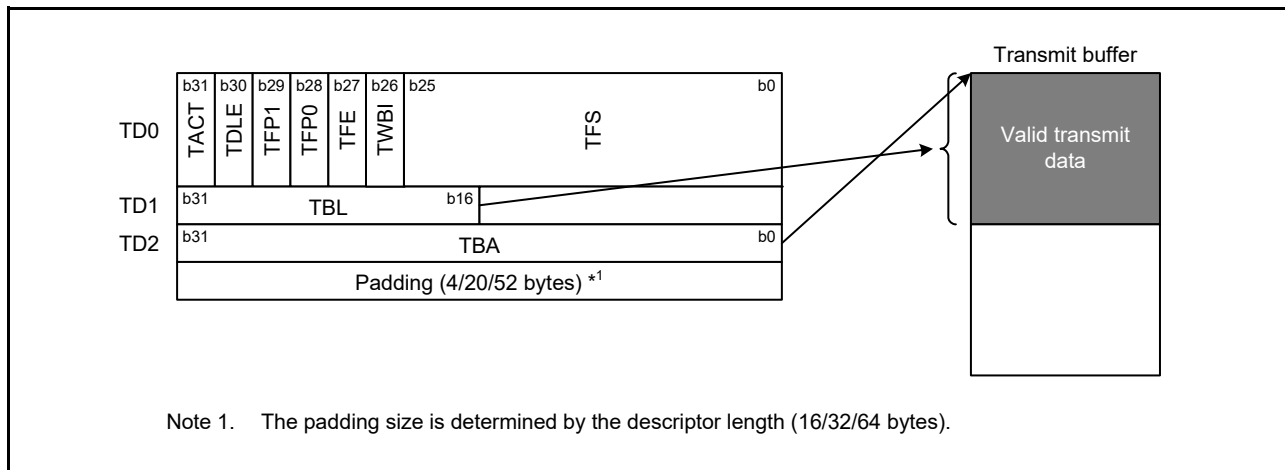 Transmit buffer
b31 b30 b29 b28 b27 b26 b25 b0
TD0 TACT TDLE TFP1 TFP0 TFE TWBI TFS
Valid transmit
data
TD1 b31 TBL b16
TD2 b31 TBA b0
Padding (4/20/52 bytes) *1
Note 1. The padding size is determined by the descriptor length (16/32/64 bytes).